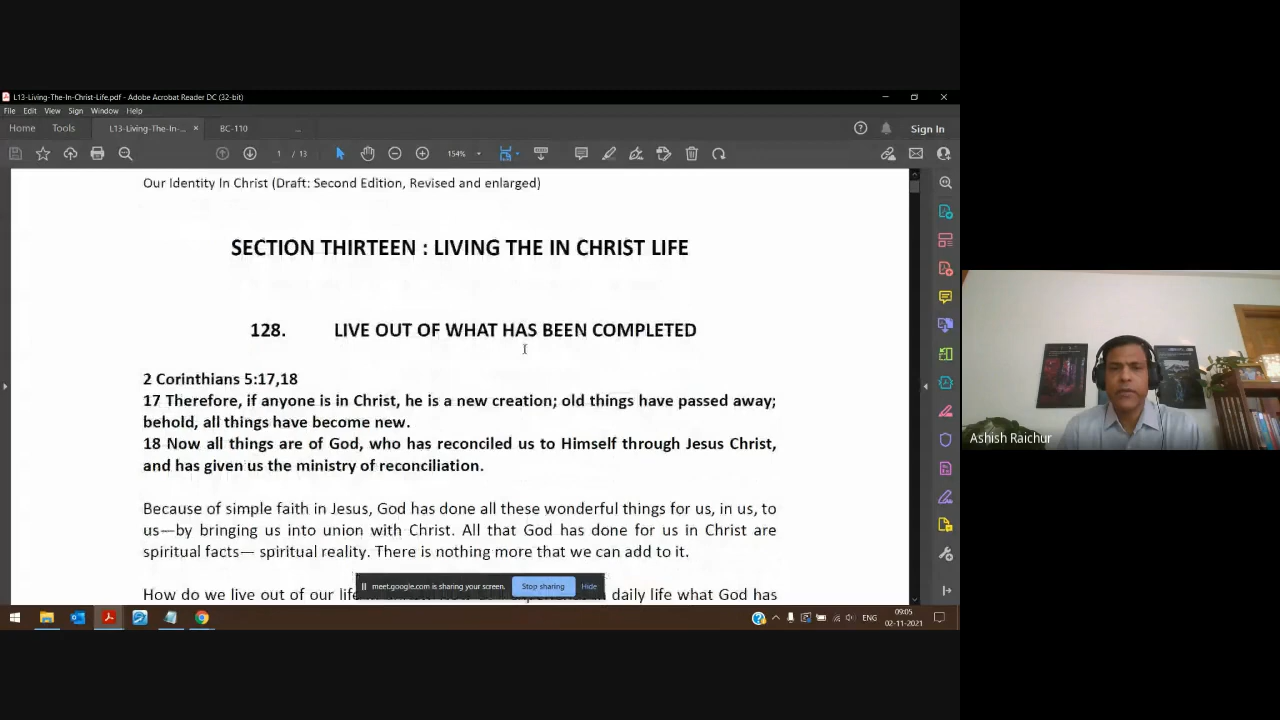 L13-Living-The-In-Christ-Life.pdf - Adobe Acrobat Reader DC (32-bit)
File Edit View Sign Window Help
Home Tools L13-Living-The-In-... × BC-110 ... Sign In
1 / 13 154%
Our Identity In Christ (Draft: Second Edition, Revised and enlarged)
SECTION THIRTEEN : LIVING THE IN CHRIST LIFE
128. LIVE OUT OF WHAT HAS BEEN COMPLETED
2 Corinthians 5:17,18
17 Therefore, if anyone is in Christ, he is a new creation; old things have passed away;
behold, all things have become new.
18 Now all things are of God, who has reconciled us to Himself through Jesus Christ,
and has given us the ministry of reconciliation.
Because of simple faith in Jesus, God has done all these wonderful things for us, in us, to
us—by bringing us into union with Christ. All that God has done for us in Christ are
spiritual facts— spiritual reality. There is nothing more that we can add to it.
meet.google.com is sharing your screen. Stop sharing Hide
How do we live out of our life daily life what God has
Ashish Raichur
ENG
09:05
02-11-2021